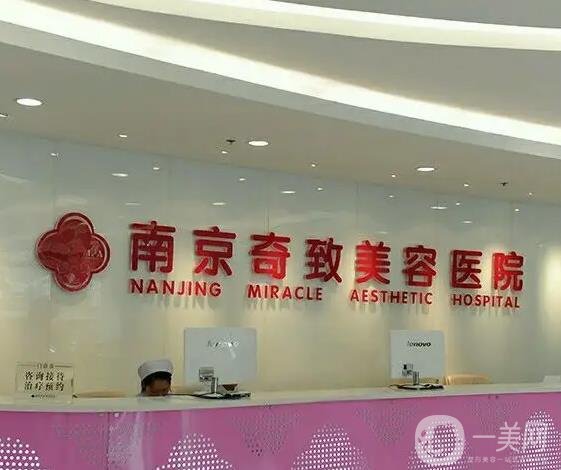 南京奇致美容医院
NANJING MIRACLE AESTHETIC HOSPITAL
lenovo
lenovo
咨询接待
治疗预约
一美网